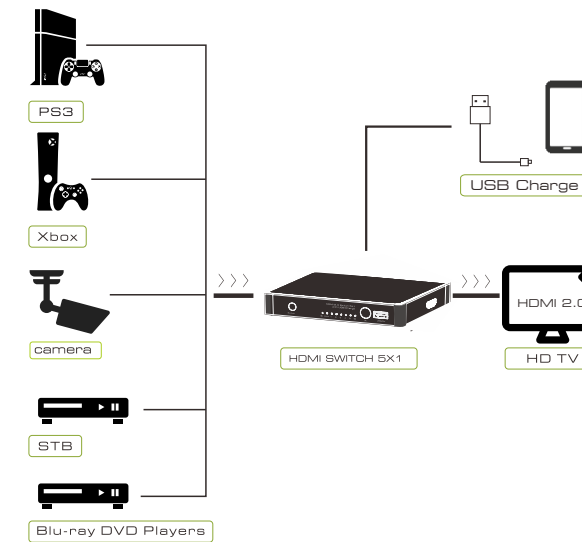 PS3
USB Charge
Xbox
HDMI 2.0
camera
HDMI SWITCH 5X1
HD TV
STB
Blu-ray DVD Players